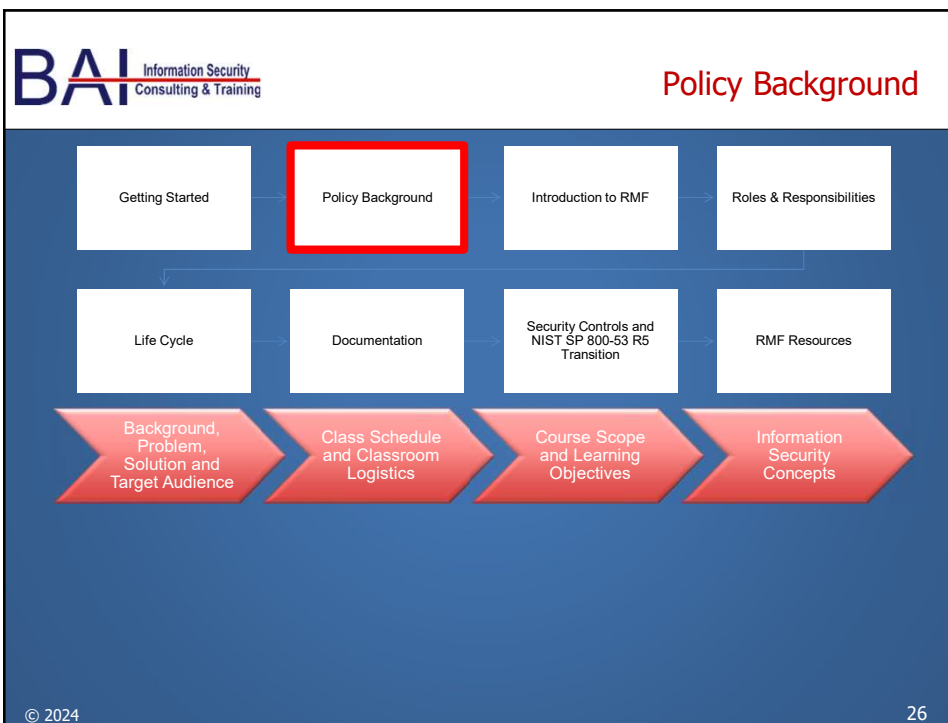 BAI
Information Security
Consulting & Training
Policy Background
Getting Started
Policy Background
Introduction to RMF
Roles & Responsibilities
Life Cycle
Documentation
Security Controls and
NIST SP 800-53 R5
Transition
RMF Resources
Background,
Problem,
Solution and
Target Audience
Class Schedule
and Classroom
Logistics
Course Scope
and Learning
Objectives
Information
Security
Concepts
© 2024
26